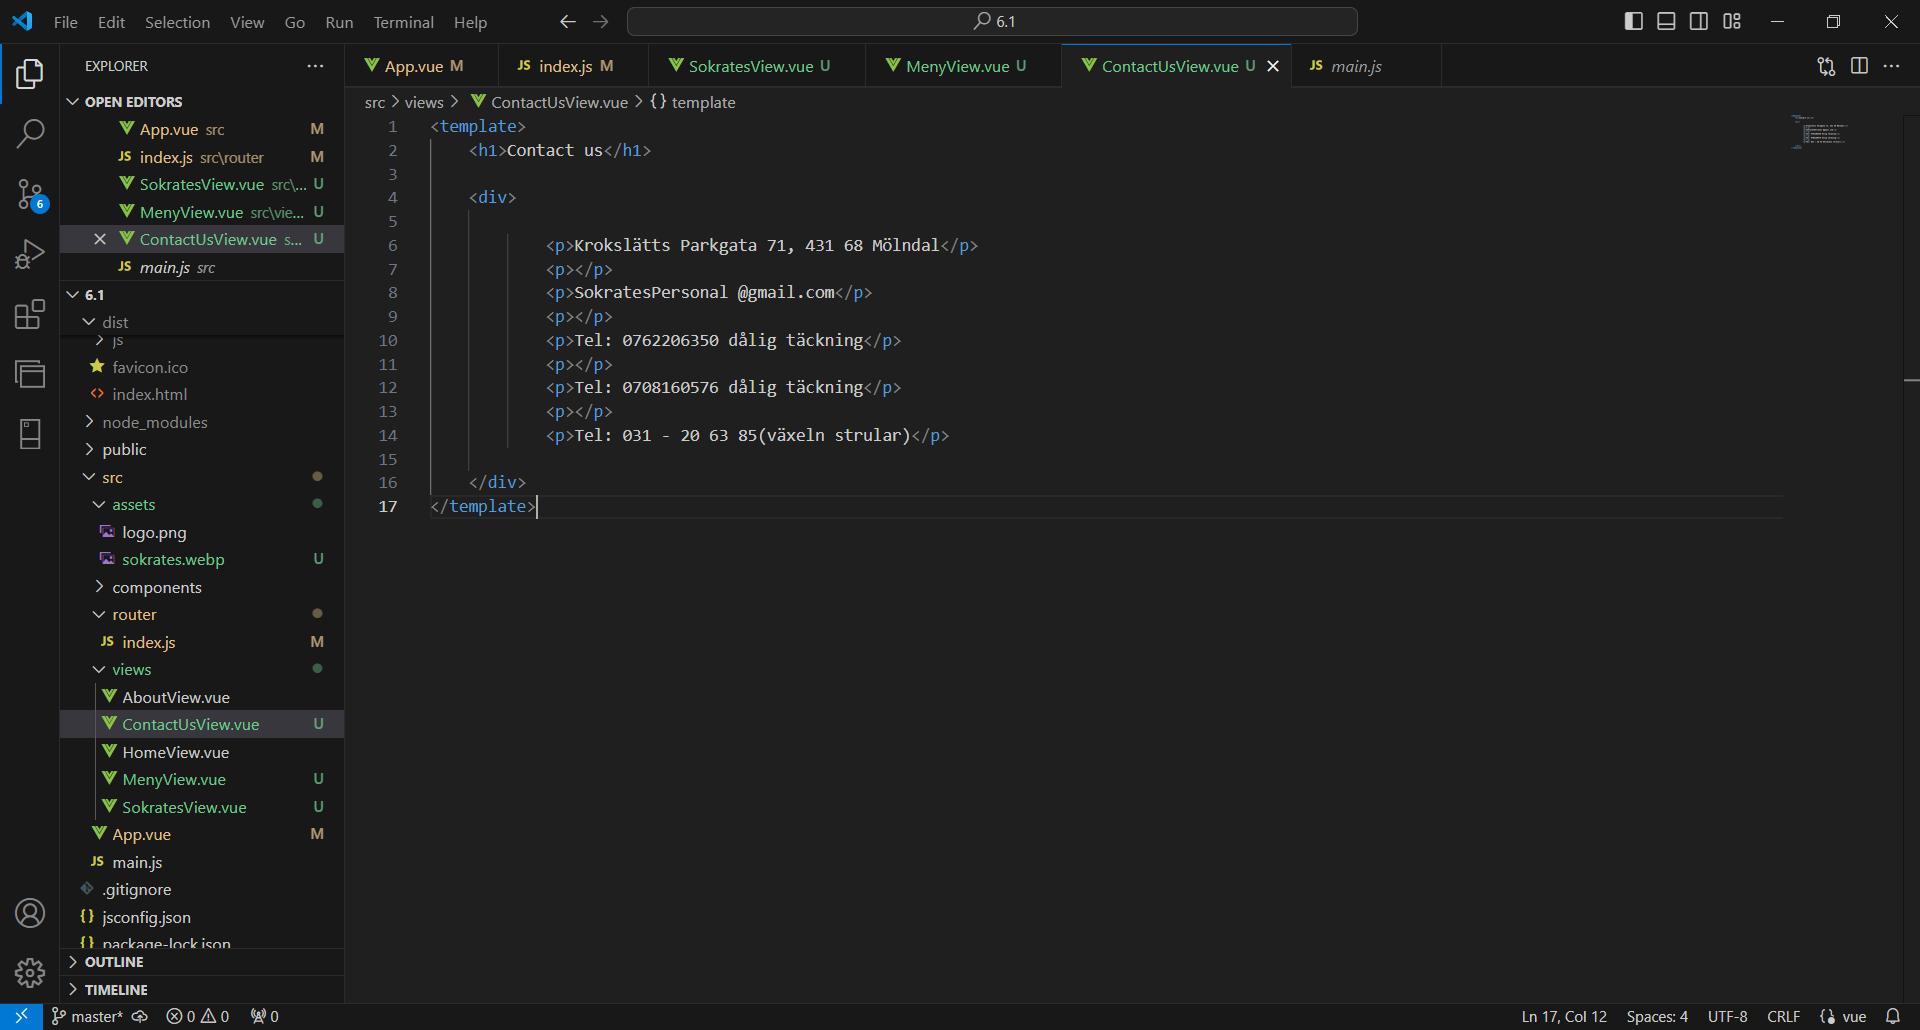 File Edit Selection View Go Run Terminal Help
6.1
EXPLORER
OPEN EDITORS
App.vue src M
index.js src\router M
SokratesView.vue src\... U
MenyView.vue src\vie... U
ContactUsView.vue s... U
main.js src
6.1
dist
js
favicon.ico
index.html
node_modules
public
src
assets
logo.png
sokrates.webp U
components
router
index.js M
views
AboutView.vue
ContactUsView.vue U
HomeView.vue
MenyView.vue U
SokratesView.vue U
App.vue M
main.js
.gitignore
jsconfig.json
package-lock.json
OUTLINE
TIMELINE
App.vue M index.js M SokratesView.vue U MenyView.vue U ContactUsView.vue U main.js
src > views > ContactUsView.vue > {} template
1 <template>
2 <h1>Contact us</h1>
3
4 <div>
5
6 <p>Krokslätts Parkgata 71, 431 68 Mölndal</p>
7 <p></p>
8 <p>SokratesPersonal @gmail.com</p>
9 <p></p>
10 <p>Tel: 0762206350 dålig täckning</p>
11 <p></p>
12 <p>Tel: 0708160576 dålig täckning</p>
13 <p></p>
14 <p>Tel: 031 - 20 63 85(växeln strular)</p>
15
16 </div>
17 </template>
6
master* 0 0 0 Ln 17, Col 12 Spaces: 4 UTF-8 CRLF vue